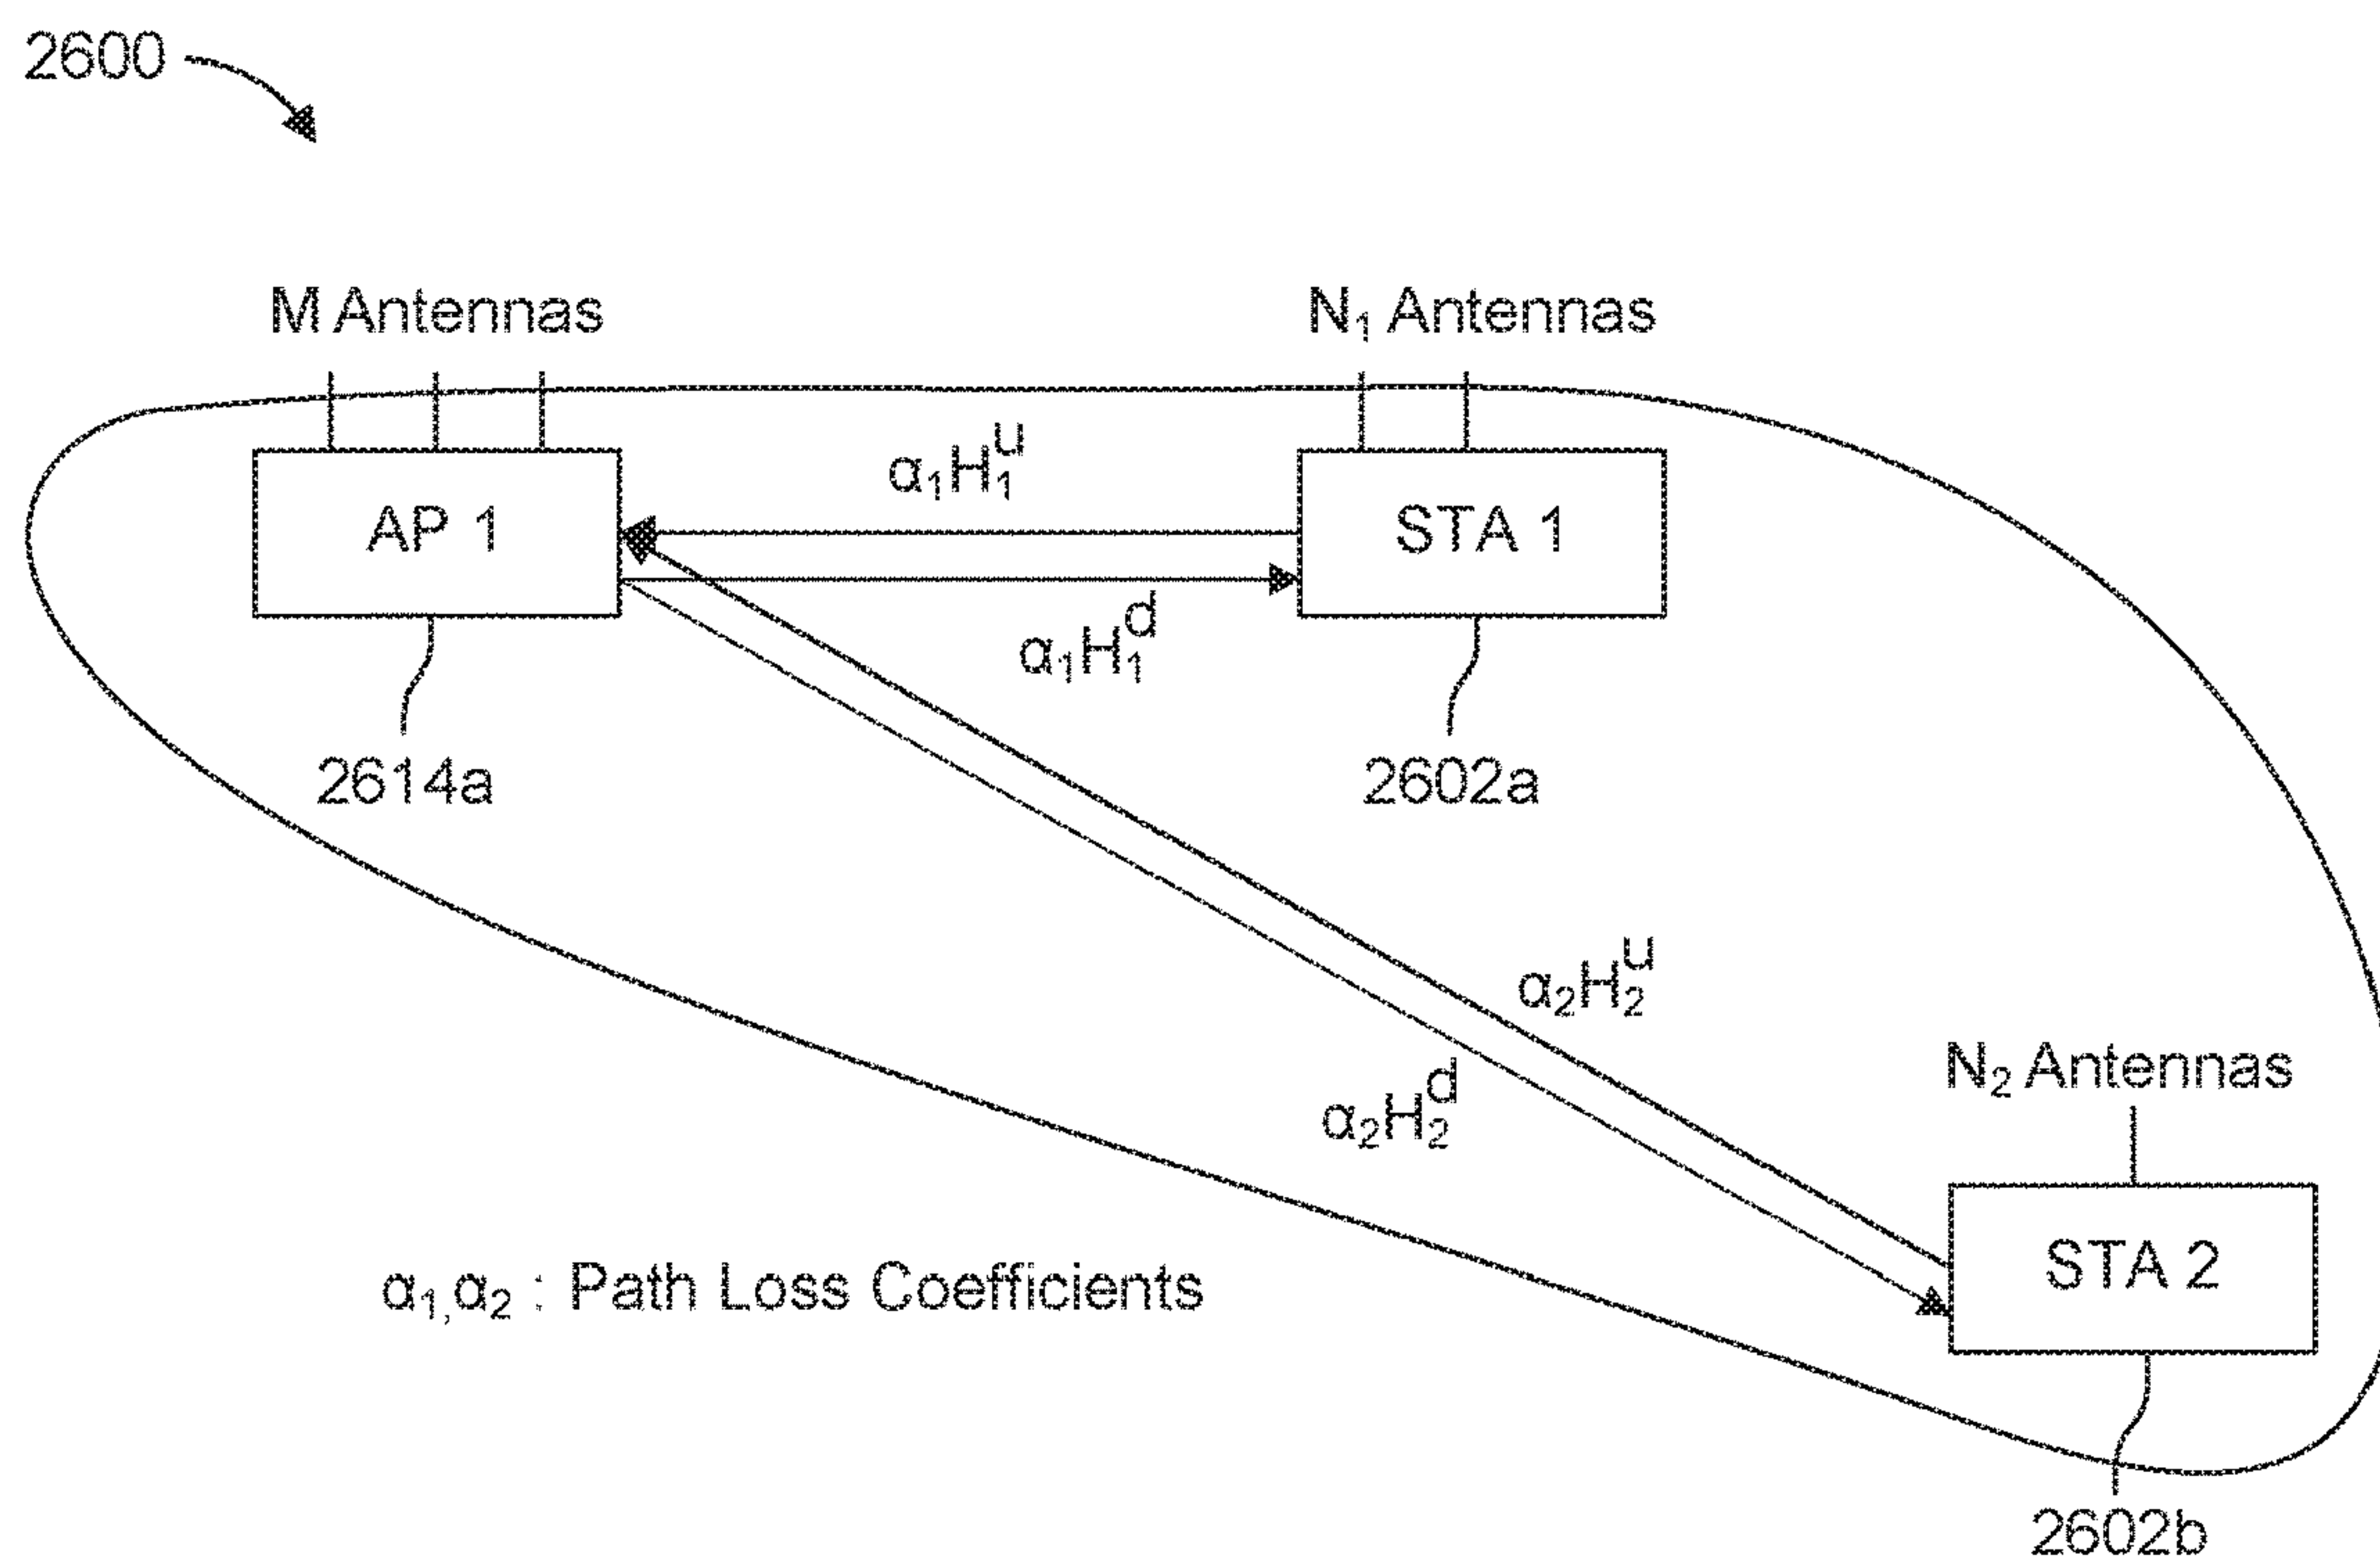 2600
M Antennas
N₁ Antennas
α₁H₁ᵘ
AP 1
STA 1
α₁H₁ᵈ
2614a
2602a
α₂H₂ᵘ
α₂H₂ᵈ
N₂ Antennas
STA 2
α₁,α₂ : Path Loss Coefficients
2602b